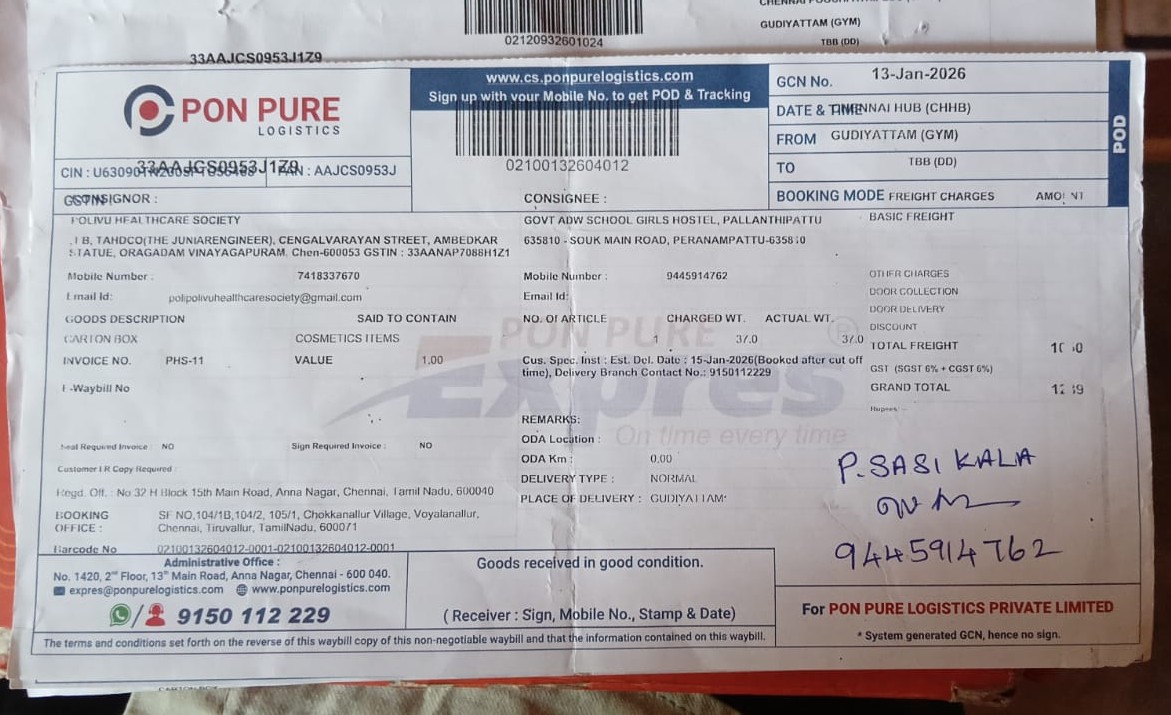 CHENNAI
GUDIYATTAM (GYM)
TBB (DD)
02120932601024
33AAJCS0953J1Z9
PON PURE
LOGISTICS
www.cs.ponpurelogistics.com
Sign up with your Mobile No. to get POD & Tracking
02100132604012
GCN No. 13-Jan-2026
DATE & TIME CHENNAI HUB (CHHB)
FROM GUDIYATTAM (GYM)
TO TBB (DD)
BOOKING MODE FREIGHT CHARGES AMOUNT
POD
33AAJCS0953J1Z9
CIN : PAN : AAJCS0953J
GSTIN CONSIGNOR :
CONSIGNEE :
POLIVU HEALTHCARE SOCIETY
GOVT ADW SCHOOL GIRLS HOSTEL, PALLANTHIPATTU
BASIC FREIGHT
B, TAHDCO(THE JUNIARENGINEER), CENGALVARAYAN STREET, AMBEDKAR
STATUE, ORAGADAM VINAYAGAPURAM, Chen-600053 GSTIN : 33AANAP7088H1Z1
635810 - SOUK MAIN ROAD, PERANAMPATTU-635810
Mobile Number : 7418337670
Mobile Number : 9445914762
OTHER CHARGES
Email Id: polipolivuhealthcaresociety@gmail.com
Email Id:
DOOR COLLECTION
DOOR DELIVERY
GOODS DESCRIPTION SAID TO CONTAIN
NO. OF ARTICLE CHARGED WT. ACTUAL WT.
DISCOUNT
CARTON BOX COSMETICS ITEMS
1 37.0 37.0
TOTAL FREIGHT
INVOICE NO. PHS-11 VALUE 1.00
Cus. Spec. Inst : Est. Del. Date : 15-Jan-2026(Booked after cut off
time), Delivery Branch Contact No.: 9150112229
GST (SGST 6% + CGST 6%)
E-Waybill No
GRAND TOTAL
Rupees :
PON PURE
Expres
On time every time
REMARKS:
ODA Location :
Seal Required Invoice : NO Sign Required Invoice : NO
ODA Km : 0.00
Customer LR Copy Required :
DELIVERY TYPE : NORMAL
Regd. Off. : No 32 H Block 15th Main Road, Anna Nagar, Chennai, Tamil Nadu, 600040
PLACE OF DELIVERY : GUDIYATTAM
P. SASI KALA
9445914762
BOOKING
OFFICE :
SF NO,104/1B,104/2, 105/1, Chokkanallur Village, Voyalanallur,
Chennai, Tiruvallur, TamilNadu, 600071
Barcode No 02100132604012-0001-02100132604012-0001
Administrative Office :
No. 1420, 2nd Floor, 13th Main Road, Anna Nagar, Chennai - 600 040.
expres@ponpurelogistics.com www.ponpurelogistics.com
9150 112 229
Goods received in good condition.
( Receiver : Sign, Mobile No., Stamp & Date)
For PON PURE LOGISTICS PRIVATE LIMITED
* System generated GCN, hence no sign.
The terms and conditions set forth on the reverse of this waybill copy of this non-negotiable waybill and that the information contained on this waybill.